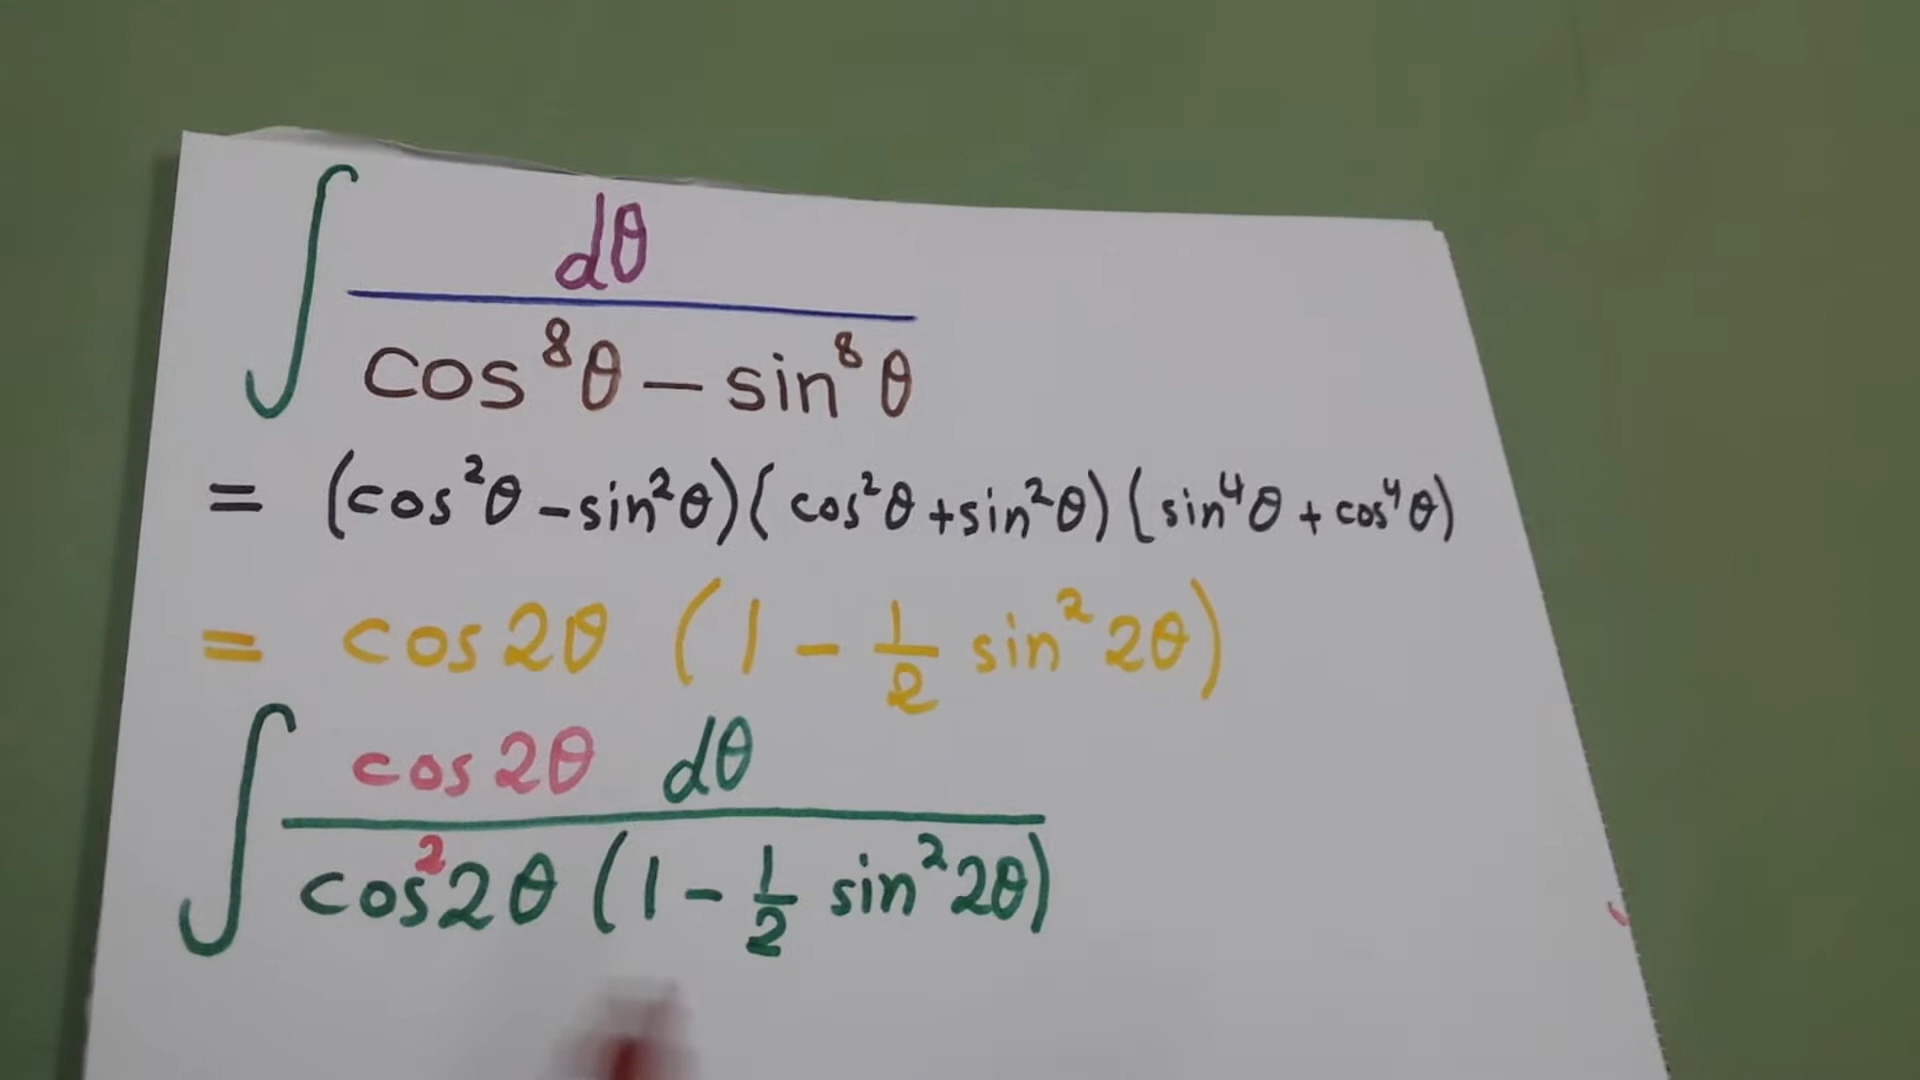 ∫ dθ / (cos⁸θ − sin⁸θ)
= (cos²θ − sin²θ)(cos²θ + sin²θ)(sin⁴θ + cos⁴θ)
= cos 2θ (1 − 1/2 sin² 2θ)
∫ cos 2θ dθ / (cos² 2θ (1 − 1/2 sin² 2θ))